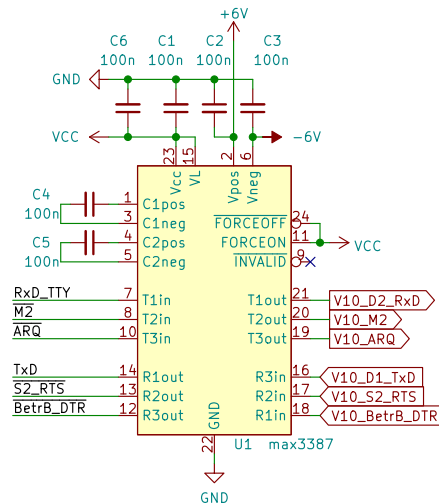 +6V
C6 C1 C2 C3
100n 100n 100n 100n
GND
VCC
-6V
23 15 2 6
Vcc VL Vpos Vneg
C4
100n
1 C1pos
3 C1neg
FORCEOFF 24
C5
100n
4 C2pos
FORCEON 11
VCC
5 C2neg
INVALID 9
RxD_TTY 7 T1in T1out 21 V10_D2_RxD
M2 8 T2in T2out 20 V10_M2
ARQ 10 T3in T3out 19 V10_ARQ
TxD 14 R1out R3in 16 V10_D1_TxD
S2_RTS 13 R2out R2in 17 V10_S2_RTS
BetrB_DTR 12 R3out R1in 18 V10_BetrB_DTR
GND
22
U1 max3387
GND